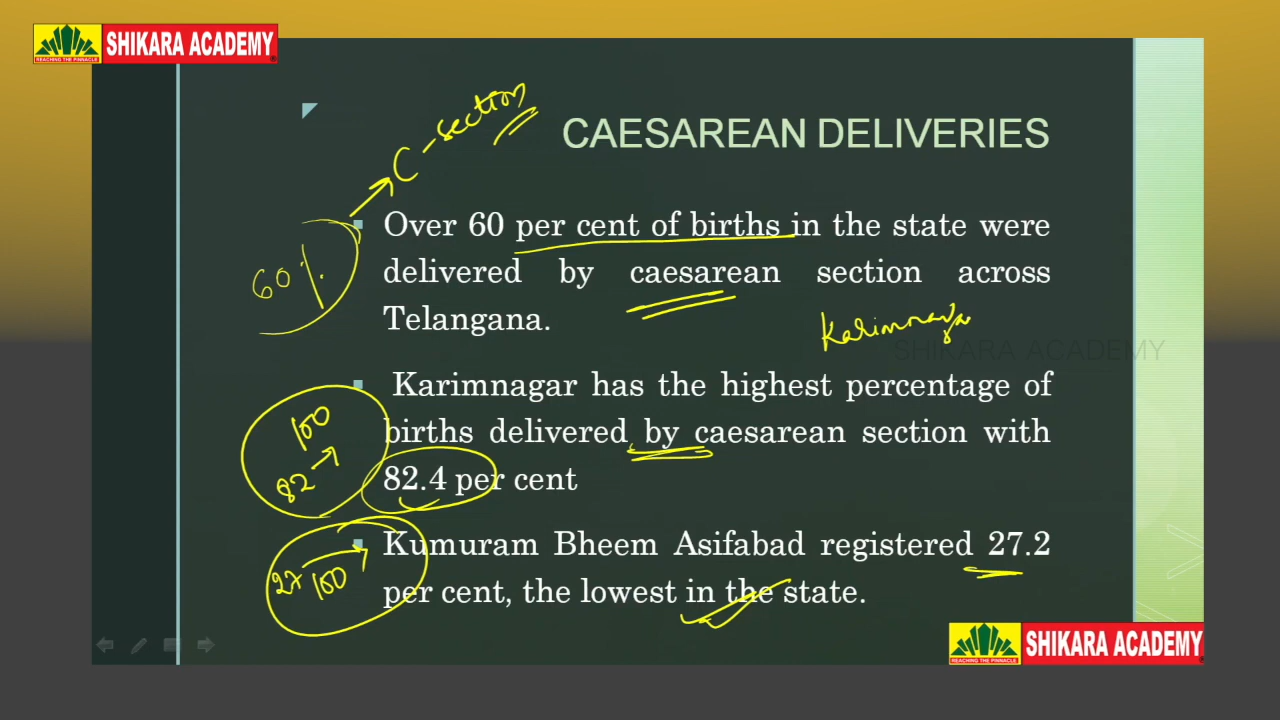 SHIKARA ACADEMY
REACHING THE PINNACLE
C-section
CAESAREAN DELIVERIES
60%
Over 60 per cent of births in the state were
delivered by caesarean section across
Telangana.
Karimnagar
SHIKARA ACADEMY
100
82
Karimnagar has the highest percentage of
births delivered by caesarean section with
82.4 per cent
27 100
Kumuram Bheem Asifabad registered 27.2
per cent, the lowest in the state.
SHIKARA ACADEMY
REACHING THE PINNACLE